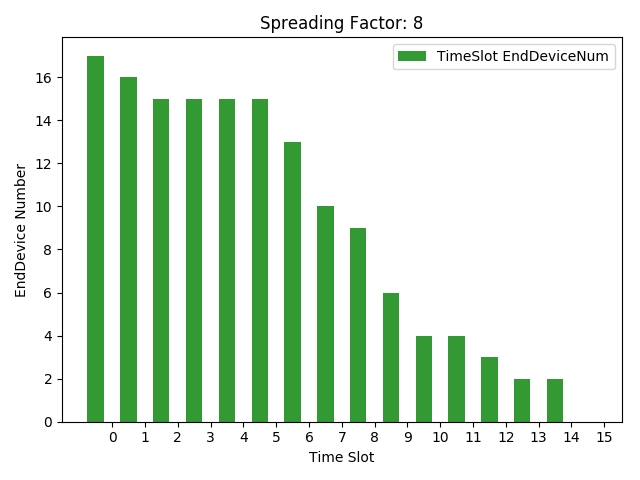 Spreading Factor: 8
TimeSlot EndDeviceNum
EndDevice Number
16
14
12
10
8
6
4
2
0
0 1 2 3 4 5 6 7 8 9 10 11 12 13 14 15
Time Slot